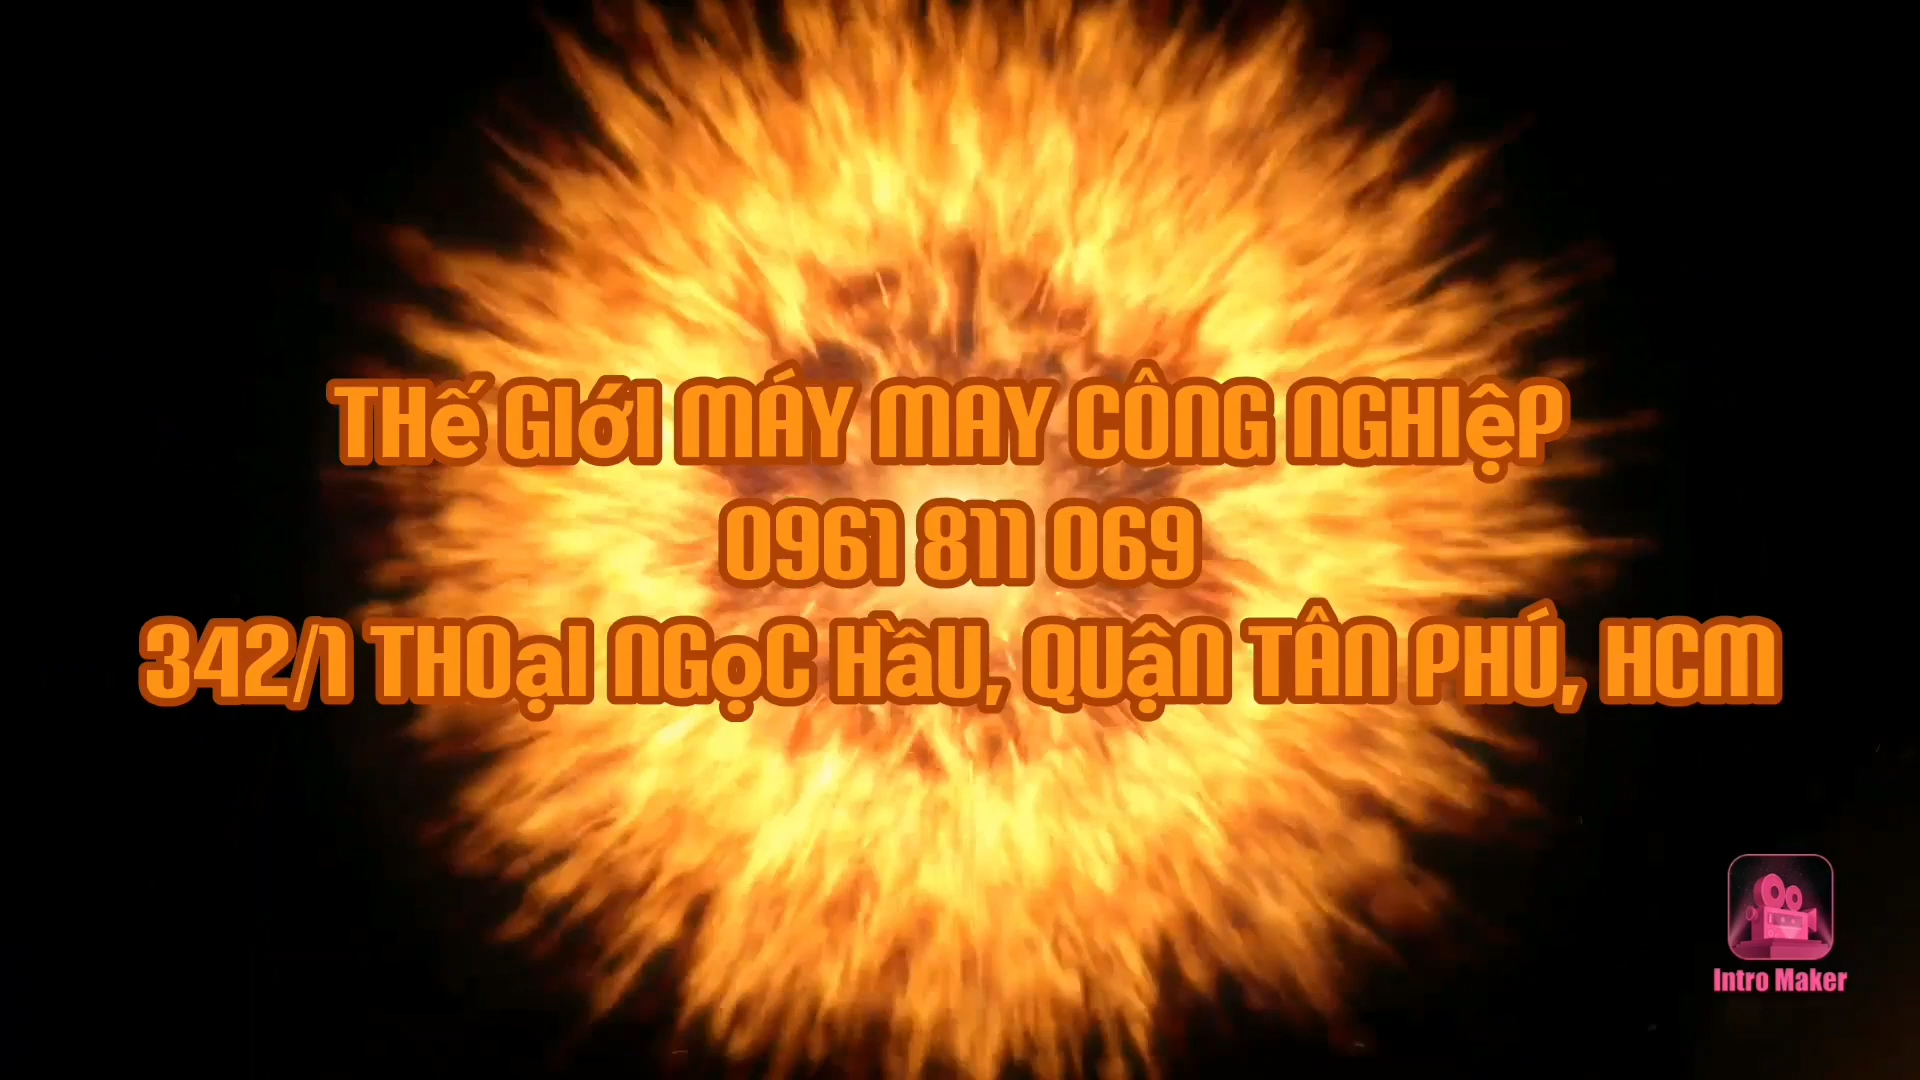 THẾ GIỚI MÁY MAY CÔNG NGHIỆP
0961 811 069
342/1 THOẠI NGỌC HẦU, QUẬN TÂN PHÚ, HCM
Intro Maker